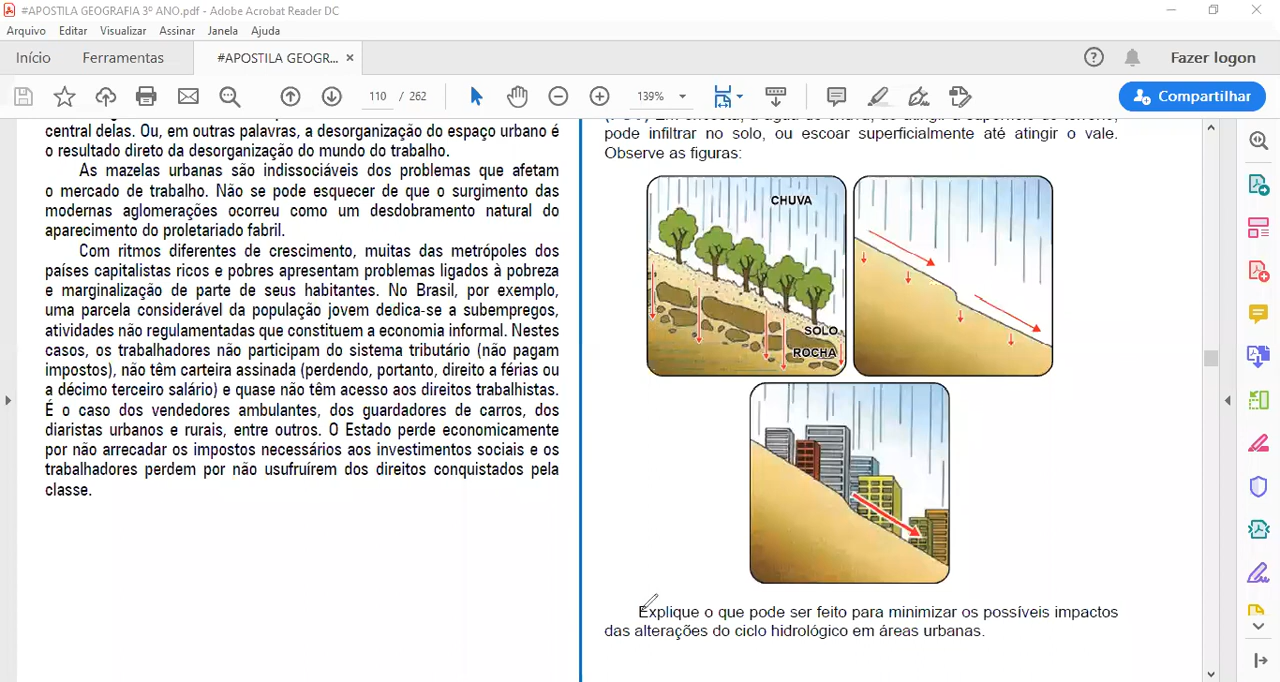 #APOSTILA GEOGRAFIA 3º ANO.pdf - Adobe Acrobat Reader DC
Arquivo Editar Visualizar Assinar Janela Ajuda
Início Ferramentas #APOSTILA GEOGR... × Fazer logon
110 / 262 139% Compartilhar
central delas. Ou, em outras palavras, a desorganização do espaço urbano é
o resultado direto da desorganização do mundo do trabalho.
As mazelas urbanas são indissociáveis dos problemas que afetam
o mercado de trabalho. Não se pode esquecer de que o surgimento das
modernas aglomerações ocorreu como um desdobramento natural do
aparecimento do proletariado fabril.
Com ritmos diferentes de crescimento, muitas das metrópoles dos
países capitalistas ricos e pobres apresentam problemas ligados à pobreza
e marginalização de parte de seus habitantes. No Brasil, por exemplo,
uma parcela considerável da população jovem dedica-se a subempregos,
atividades não regulamentadas que constituem a economia informal. Nestes
casos, os trabalhadores não participam do sistema tributário (não pagam
impostos), não têm carteira assinada (perdendo, portanto, direito a férias ou
a décimo terceiro salário) e quase não têm acesso aos direitos trabalhistas.
É o caso dos vendedores ambulantes, dos guardadores de carros, dos
diaristas urbanos e rurais, entre outros. O Estado perde economicamente
por não arrecadar os impostos necessários aos investimentos sociais e os
trabalhadores perdem por não usufruírem dos direitos conquistados pela
classe.
pode infiltrar no solo, ou escoar superficialmente até atingir o vale.
Observe as figuras:
CHUVA
SOLO
ROCHA
Explique o que pode ser feito para minimizar os possíveis impactos
das alterações do ciclo hidrológico em áreas urbanas.